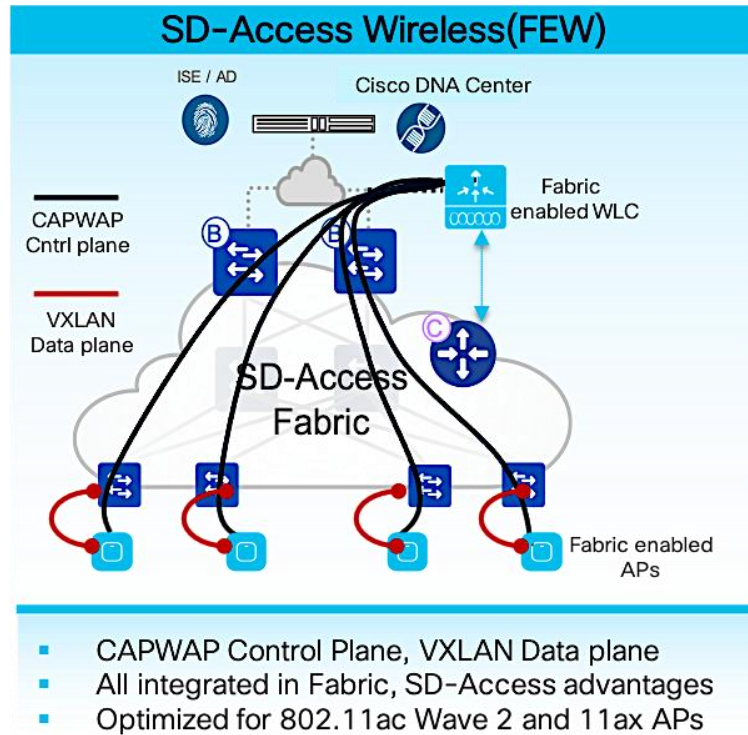 SD-Access Wireless(FEW)
ISE / AD
Cisco DNA Center
CAPWAP
Cntrl plane
Fabric
enabled WLC
B
B
VXLAN
Data plane
C
SD-Access
Fabric
Fabric enabled
APs
CAPWAP Control Plane, VXLAN Data plane
All integrated in Fabric, SD-Access advantages
Optimized for 802.11ac Wave 2 and 11ax APs